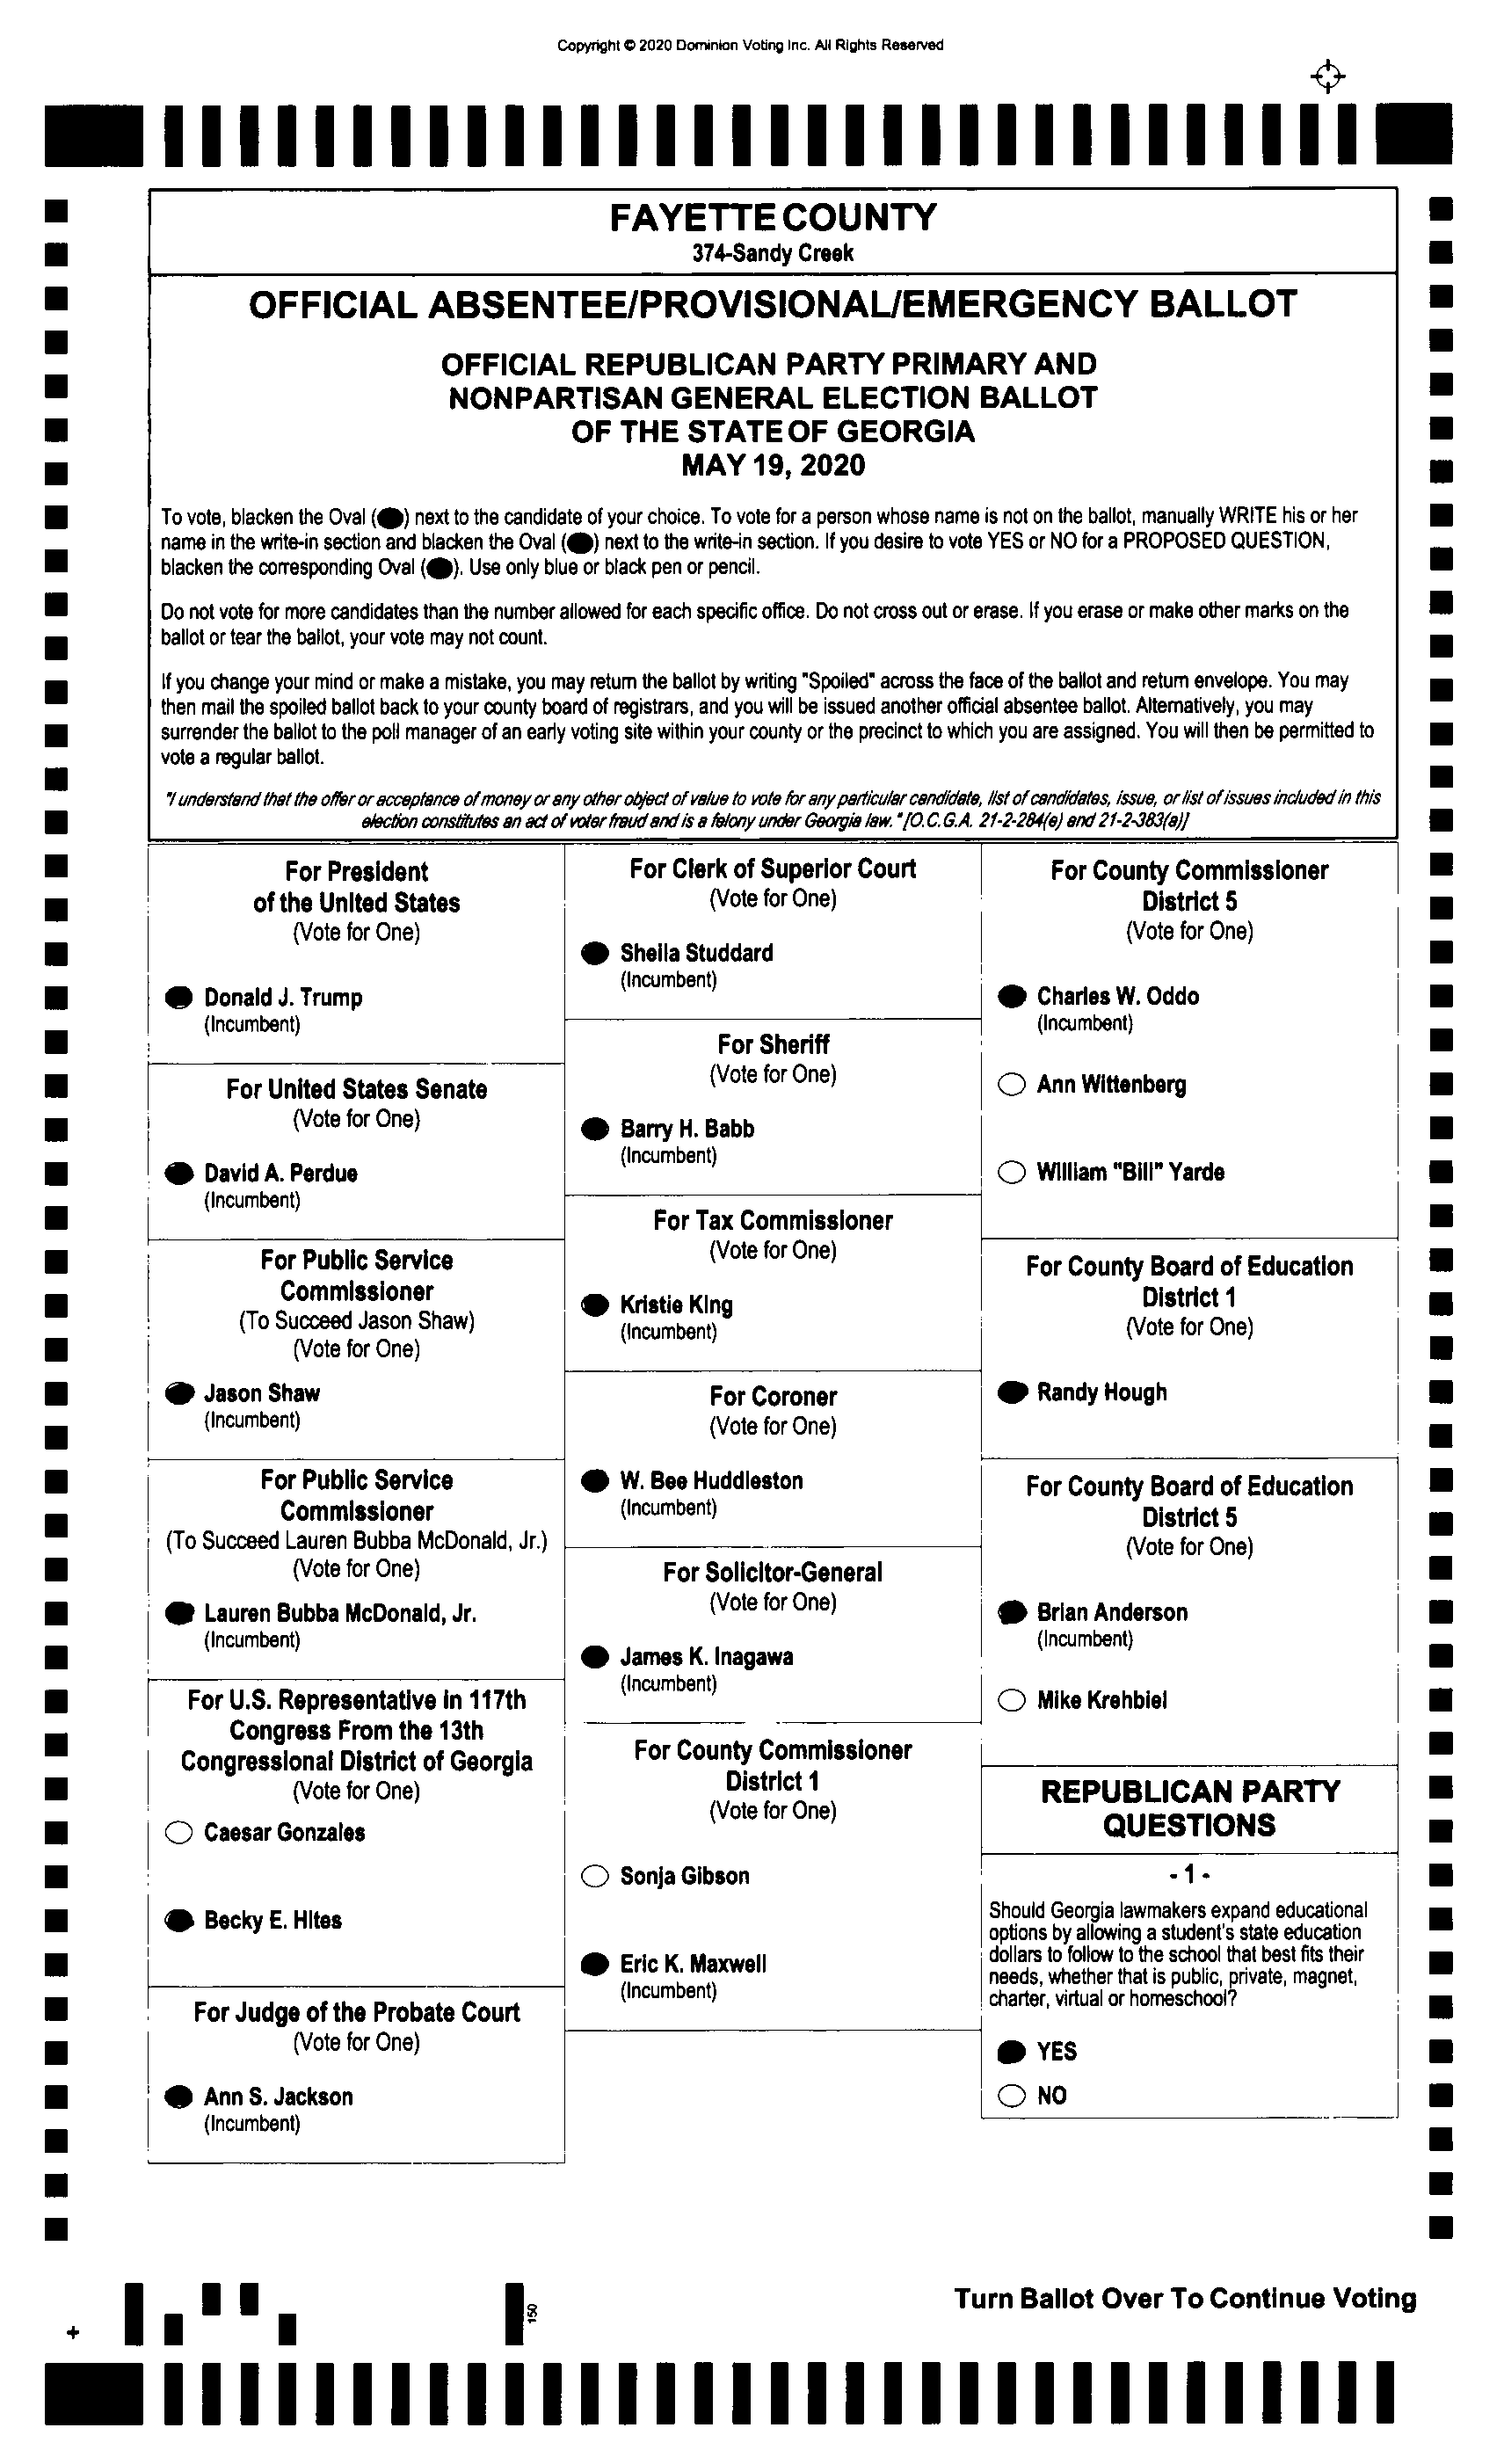 Copyright © 2020 Dominion Voting Inc. All Rights Reserved
FAYETTE COUNTY
374-Sandy Creek
OFFICIAL ABSENTEE/PROVISIONAL/EMERGENCY BALLOT
OFFICIAL REPUBLICAN PARTY PRIMARY AND
NONPARTISAN GENERAL ELECTION BALLOT
OF THE STATE OF GEORGIA
MAY 19, 2020
To vote, blacken the Oval (●) next to the candidate of your choice. To vote for a person whose name is not on the ballot, manually WRITE his or her
name in the write-in section and blacken the Oval (●) next to the write-in section. If you desire to vote YES or NO for a PROPOSED QUESTION,
blacken the corresponding Oval (●). Use only blue or black pen or pencil.
Do not vote for more candidates than the number allowed for each specific office. Do not cross out or erase. If you erase or make other marks on the
ballot or tear the ballot, your vote may not count.
If you change your mind or make a mistake, you may return the ballot by writing "Spoiled" across the face of the ballot and return envelope. You may
then mail the spoiled ballot back to your county board of registrars, and you will be issued another official absentee ballot. Alternatively, you may
surrender the ballot to the poll manager of an early voting site within your county or the precinct to which you are assigned. You will then be permitted to
vote a regular ballot.
"I understand that the offer or acceptance of money or any other object of value to vote for any particular candidate, list of candidates, issue, or list of issues included in this
election constitutes an act of voter fraud and is a felony under Georgia law." [O.C.G.A. 21-2-284(e) and 21-2-383(a)]
For President
of the United States
(Vote for One)
Donald J. Trump
(Incumbent)
For United States Senate
(Vote for One)
David A. Perdue
(Incumbent)
For Public Service
Commissioner
(To Succeed Jason Shaw)
(Vote for One)
Jason Shaw
(Incumbent)
For Public Service
Commissioner
(To Succeed Lauren Bubba McDonald, Jr.)
(Vote for One)
Lauren Bubba McDonald, Jr.
(Incumbent)
For U.S. Representative in 117th
Congress From the 13th
Congressional District of Georgia
(Vote for One)
Caesar Gonzales
Becky E. Hites
For Judge of the Probate Court
(Vote for One)
Ann S. Jackson
(Incumbent)
For Clerk of Superior Court
(Vote for One)
Sheila Studdard
(Incumbent)
For Sheriff
(Vote for One)
Barry H. Babb
(Incumbent)
For Tax Commissioner
(Vote for One)
Kristie King
(Incumbent)
For Coroner
(Vote for One)
W. Bee Huddleston
(Incumbent)
For Solicitor-General
(Vote for One)
James K. Inagawa
(Incumbent)
For County Commissioner
District 1
(Vote for One)
Sonja Gibson
Eric K. Maxwell
(Incumbent)
For County Commissioner
District 5
(Vote for One)
Charles W. Oddo
(Incumbent)
Ann Wittenberg
William "Bill" Yarde
For County Board of Education
District 1
(Vote for One)
Randy Hough
For County Board of Education
District 5
(Vote for One)
Brian Anderson
(Incumbent)
Mike Krehbiel
REPUBLICAN PARTY
QUESTIONS
- 1 -
Should Georgia lawmakers expand educational
options by allowing a student's state education
dollars to follow to the school that best fits their
needs, whether that is public, private, magnet,
charter, virtual or homeschool?
YES
NO
Turn Ballot Over To Continue Voting
150